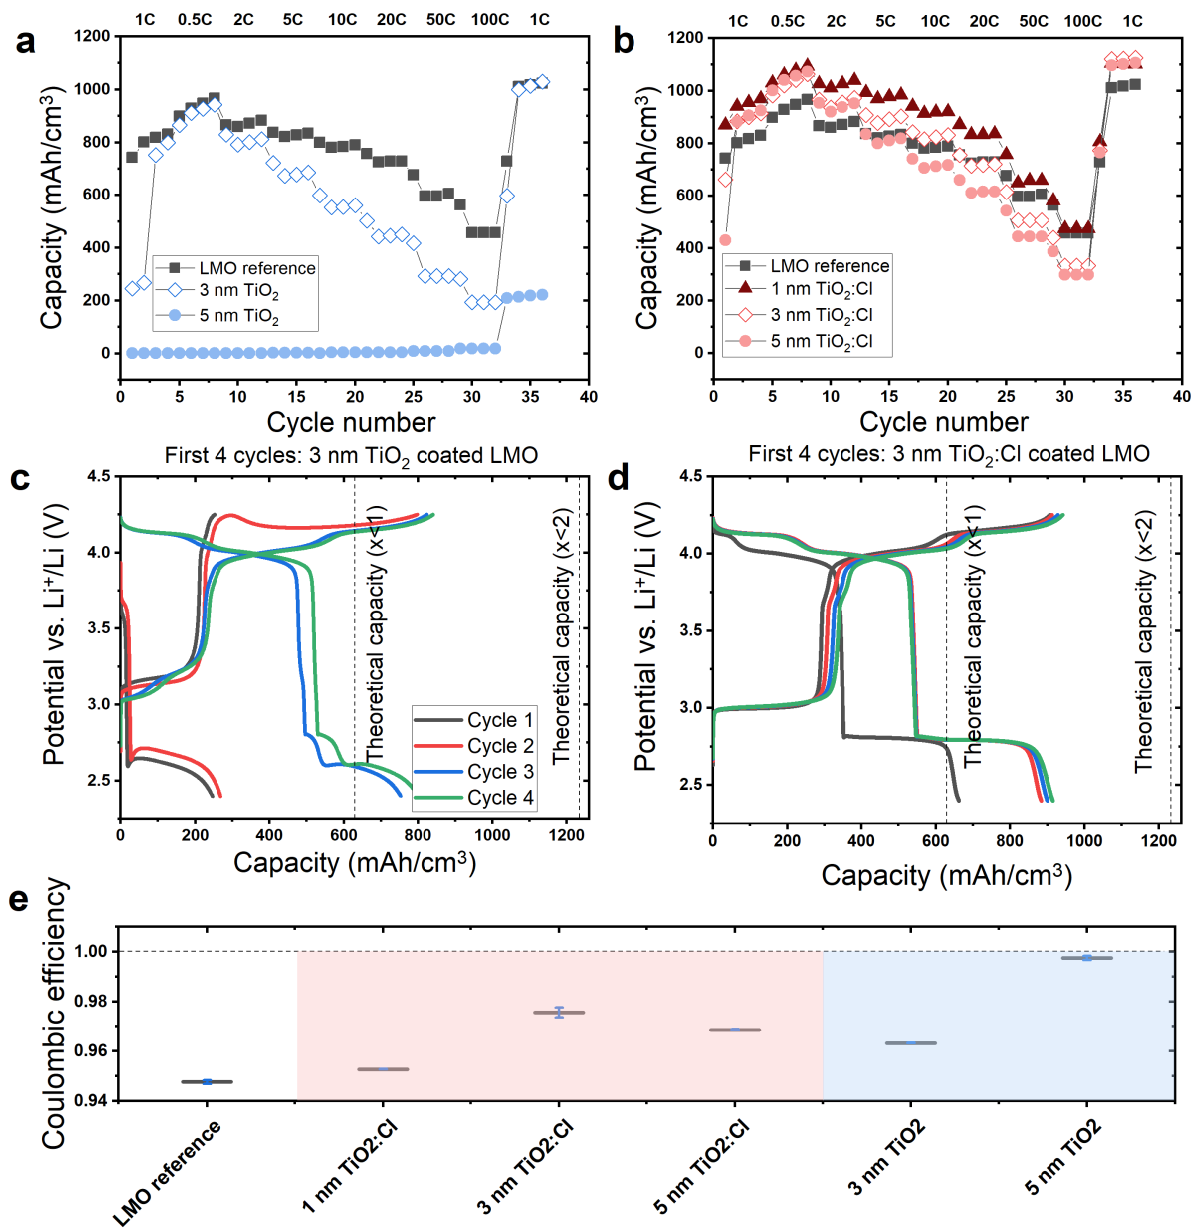 a
1C 0.5C 2C 5C 10C 20C 50C 100C 1C
1200
1000
800
600
400
200
0
Capacity (mAh/cm³)
LMO reference
3 nm TiO₂
5 nm TiO₂
0 5 10 15 20 25 30 35 40
Cycle number
b
1C 0.5C 2C 5C 10C 20C 50C 100C 1C
1200
1000
800
600
400
200
0
Capacity (mAh/cm³)
LMO reference
1 nm TiO₂:Cl
3 nm TiO₂:Cl
5 nm TiO₂:Cl
0 5 10 15 20 25 30 35 40
Cycle number
c
First 4 cycles: 3 nm TiO₂ coated LMO
4.5
4.0
3.5
3.0
2.5
Potential vs. Li⁺/Li (V)
Theoretical capacity (x<1)
Theoretical capacity (x<2)
Cycle 1
Cycle 2
Cycle 3
Cycle 4
0 200 400 600 800 1000 1200
Capacity (mAh/cm³)
d
First 4 cycles: 3 nm TiO₂:Cl coated LMO
4.5
4.0
3.5
3.0
2.5
Potential vs. Li⁺/Li (V)
Theoretical capacity (x<1)
Theoretical capacity (x<2)
0 200 400 600 800 1000 1200
Capacity (mAh/cm³)
e
Coulombic efficiency
1.00
0.98
0.96
0.94
LMO reference
1 nm TiO2:Cl
3 nm TiO2:Cl
5 nm TiO2:Cl
3 nm TiO2
5 nm TiO2